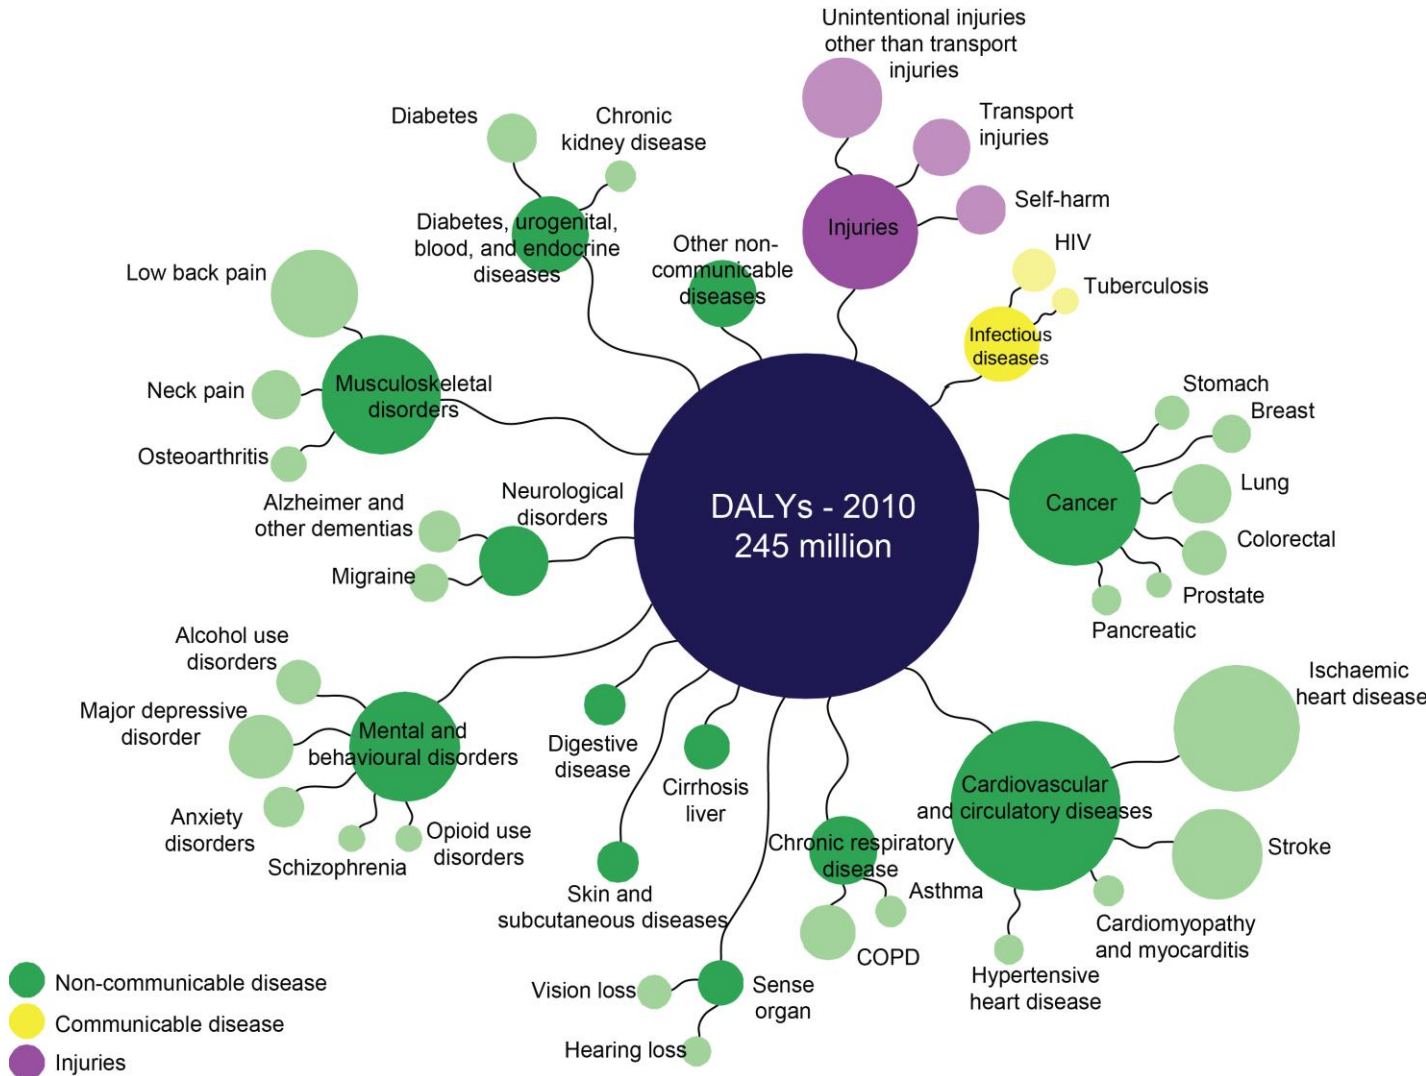 Unintentional injuries
other than transport
injuries
Transport
injuries
Self-harm
Injuries
Diabetes
Chronic
kidney disease
Diabetes, urogenital,
blood, and endocrine
diseases
Other non-
communicable
diseases
HIV
Tuberculosis
Infectious
diseases
Low back pain
Neck pain
Osteoarthritis
Musculoskeletal
disorders
Stomach
Breast
Lung
Colorectal
Prostate
Pancreatic
Cancer
DALYs - 2010
245 million
Alzheimer and
other dementias
Migraine
Neurological
disorders
Alcohol use
disorders
Major depressive
disorder
Anxiety
disorders
Schizophrenia
Opioid use
disorders
Mental and
behavioural disorders
Digestive
disease
Cirrhosis
liver
Skin and
subcutaneous diseases
Ischaemic
heart disease
Stroke
Cardiomyopathy
and myocarditis
Hypertensive
heart disease
Cardiovascular
and circulatory diseases
Chronic respiratory
disease
Asthma
COPD
Vision loss
Hearing loss
Sense
organ
Non-communicable disease
Communicable disease
Injuries